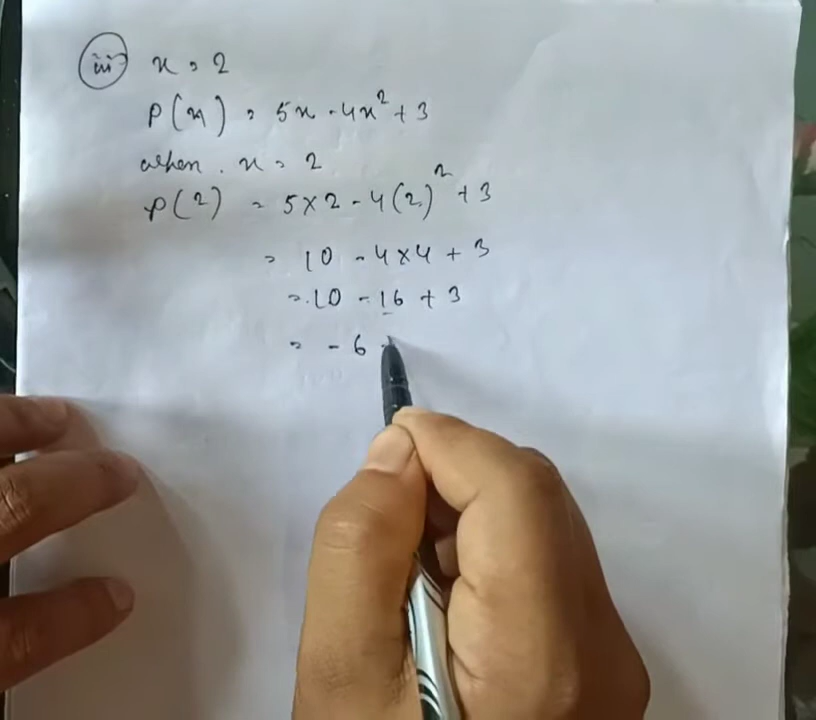 (iii) x = 2
P(x) = 5x - 4x² + 3
when . x = 2
p(2) = 5×2 - 4(2)² + 3
= 10 - 4×4 + 3
= 10 - 16 + 3
= - 6